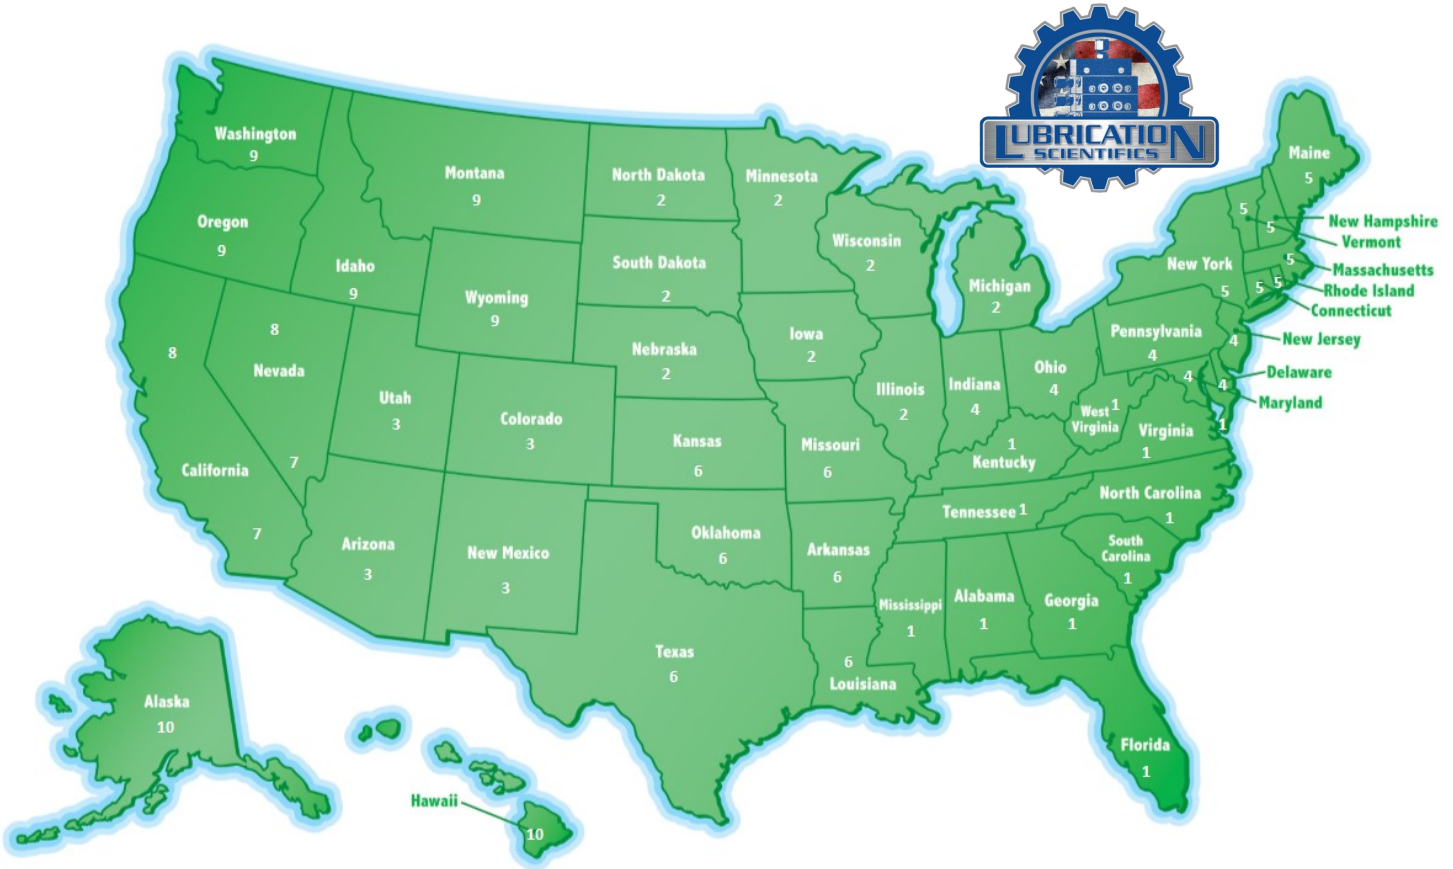 LUBRICATION
SCIENTIFICS
Washington
9
Oregon
9
Idaho
9
Montana
9
Wyoming
9
North Dakota
2
South Dakota
2
Nebraska
2
Minnesota
2
Wisconsin
2
Iowa
2
Michigan
2
Illinois
2
Indiana
4
Ohio
4
Pennsylvania
4
New York
5
Maine
5
5
5
New Hampshire
Vermont
5
Massachusetts
5
5
Rhode Island
Connecticut
4
New Jersey
4
4
Delaware
Maryland
1
8
8
Nevada
7
California
7
Utah
3
Colorado
3
Arizona
3
New Mexico
3
Kansas
6
Missouri
6
Oklahoma
6
Arkansas
6
Texas
6
6
Louisiana
1
Kentucky
West
Virginia
1
Virginia
1
Tennessee 1
North Carolina
1
South
Carolina
1
Mississippi
1
Alabama
1
Georgia
1
Florida
1
Alaska
10
Hawaii
10